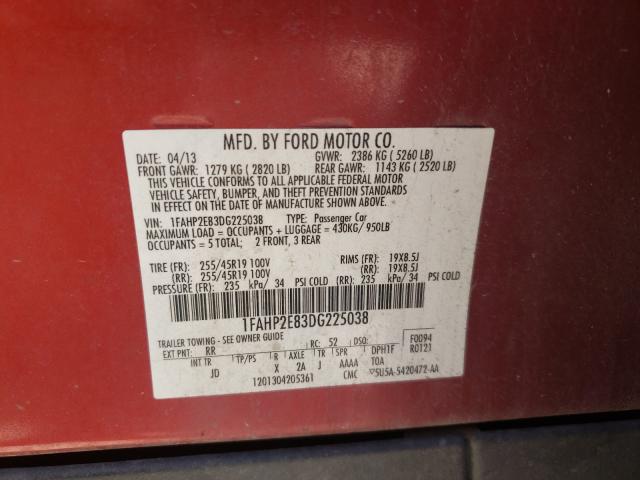 MFD. BY FORD MOTOR CO.
DATE: 04/13 GVWR: 2386 KG ( 5260 LB)
FRONT GAWR: 1279 KG ( 2820 LB) REAR GAWR: 1143 KG ( 2520 LB)
THIS VEHICLE CONFORMS TO ALL APPLICABLE FEDERAL MOTOR
VEHICLE SAFETY, BUMPER, AND THEFT PREVENTION STANDARDS
IN EFFECT ON THE DATE OF MANUFACTURE SHOWN ABOVE.
VIN: 1FAHP2E83DG225038 TYPE: Passenger Car
MAXIMUM LOAD = OCCUPANTS + LUGGAGE = 430KG/ 950LB
OCCUPANTS = 5 TOTAL; 2 FRONT, 3 REAR
TIRE (FR): 255/45R19 100V RIMS (FR): 19X8.5J
(RR): 255/45R19 100V (RR): 19X8.5J
PRESSURE (FR): 235 kPa/ 34 PSI COLD (RR): 235 kPa/ 34 PSI COLD
1FAHP2E83DG225038
TRAILER TOWING - SEE OWNER GUIDE
RC: 52 DSO: F0094
EXT PNT: RR DPH1F R0121
INT TR TP/PS R AXLE TR SPR TOA
JD X 2A J AAAA
1201304205361 CMC ▽5U5A-5420472-AA